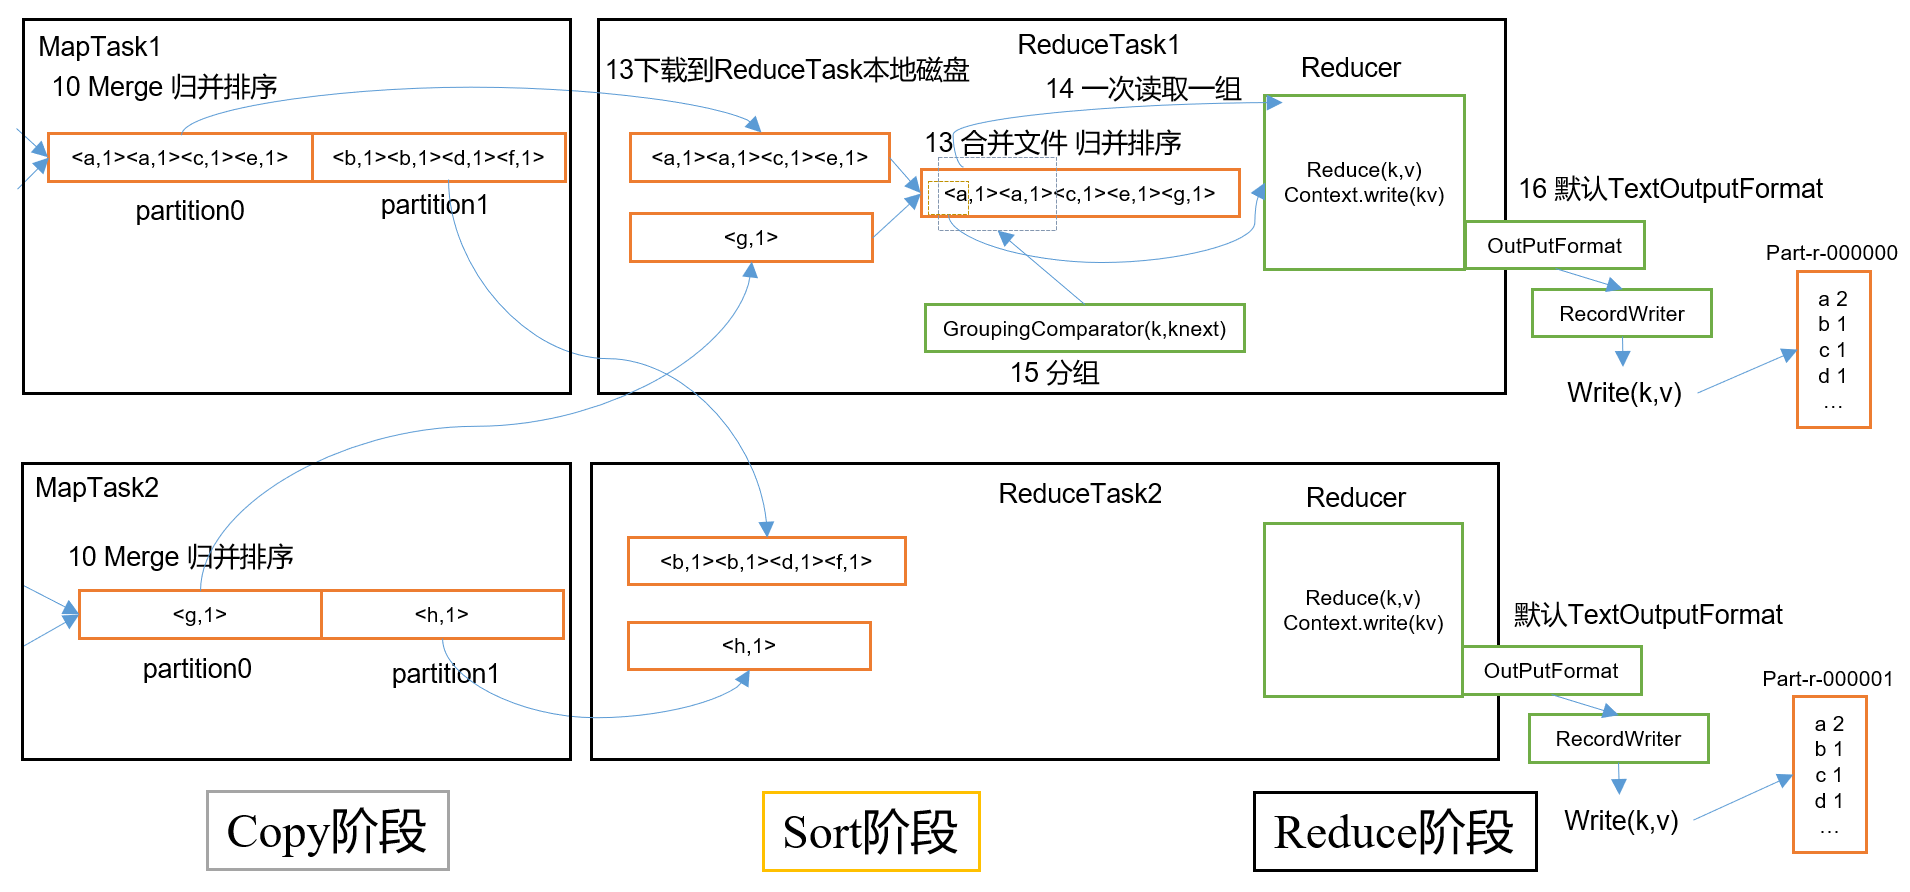 MapTask1
10 Merge 归并排序
<a,1><a,1><c,1><e,1>
<b,1><b,1><d,1><f,1>
partition0
partition1
ReduceTask1
13下载到ReduceTask本地磁盘
14 一次读取一组
Reducer
13 合并文件 归并排序
<a,1><a,1><c,1><e,1>
<a,1><a,1><c,1><e,1><g,1>
<g,1>
Reduce(k,v)
Context.write(kv)
GroupingComparator(k,knext)
15 分组
16 默认TextOutputFormat
OutPutFormat
RecordWriter
Write(k,v)
Part-r-000000
a 2
b 1
c 1
d 1
...
MapTask2
10 Merge 归并排序
<g,1>
<h,1>
partition0
partition1
ReduceTask2
Reducer
<b,1><b,1><d,1><f,1>
<h,1>
Reduce(k,v)
Context.write(kv)
默认TextOutputFormat
OutPutFormat
RecordWriter
Write(k,v)
Part-r-000001
a 2
b 1
c 1
d 1
...
Copy阶段
Sort阶段
Reduce阶段